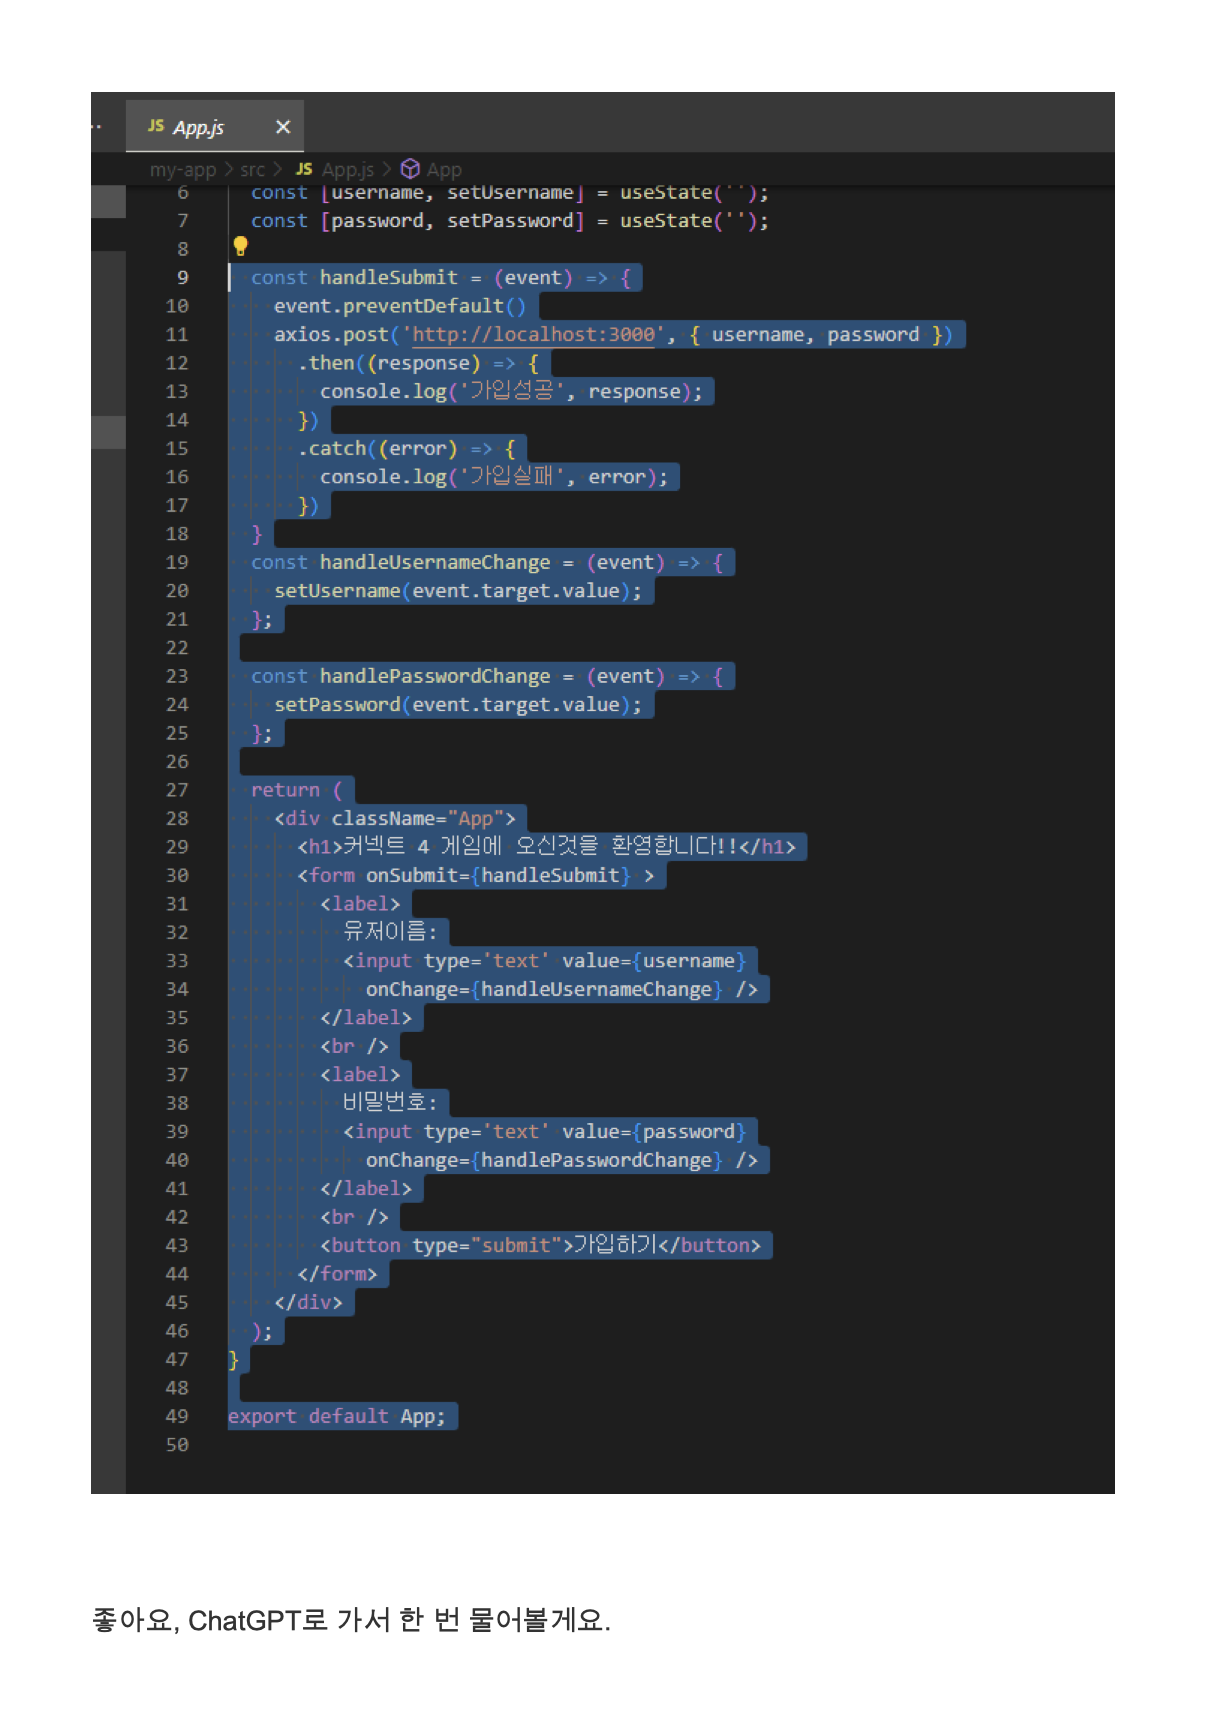 JS App.js ×
my-app > src > JS App.js > App
6 const [username, setUsername] = useState('');
7 const [password, setPassword] = useState('');
8
9 const handleSubmit = (event) => {
10 event.preventDefault()
11 axios.post('http://localhost:3000', { username, password })
12 .then((response) => {
13 console.log('가입성공', response);
14 })
15 .catch((error) => {
16 console.log('가입실패', error);
17 })
18 }
19 const handleUsernameChange = (event) => {
20 setUsername(event.target.value);
21 };
22
23 const handlePasswordChange = (event) => {
24 setPassword(event.target.value);
25 };
26
27 return (
28 <div className="App">
29 <h1>커넥트 4 게임에 오신것을 환영합니다!!</h1>
30 <form onSubmit={handleSubmit} >
31 <label>
32 유저이름:
33 <input type='text' value={username}
34 onChange={handleUsernameChange} />
35 </label>
36 <br />
37 <label>
38 비밀번호:
39 <input type='text' value={password}
40 onChange={handlePasswordChange} />
41 </label>
42 <br />
43 <button type="submit">가입하기</button>
44 </form>
45 </div>
46 );
47 }
48
49 export default App;
50
좋아요, ChatGPT로 가서 한 번 물어볼게요.